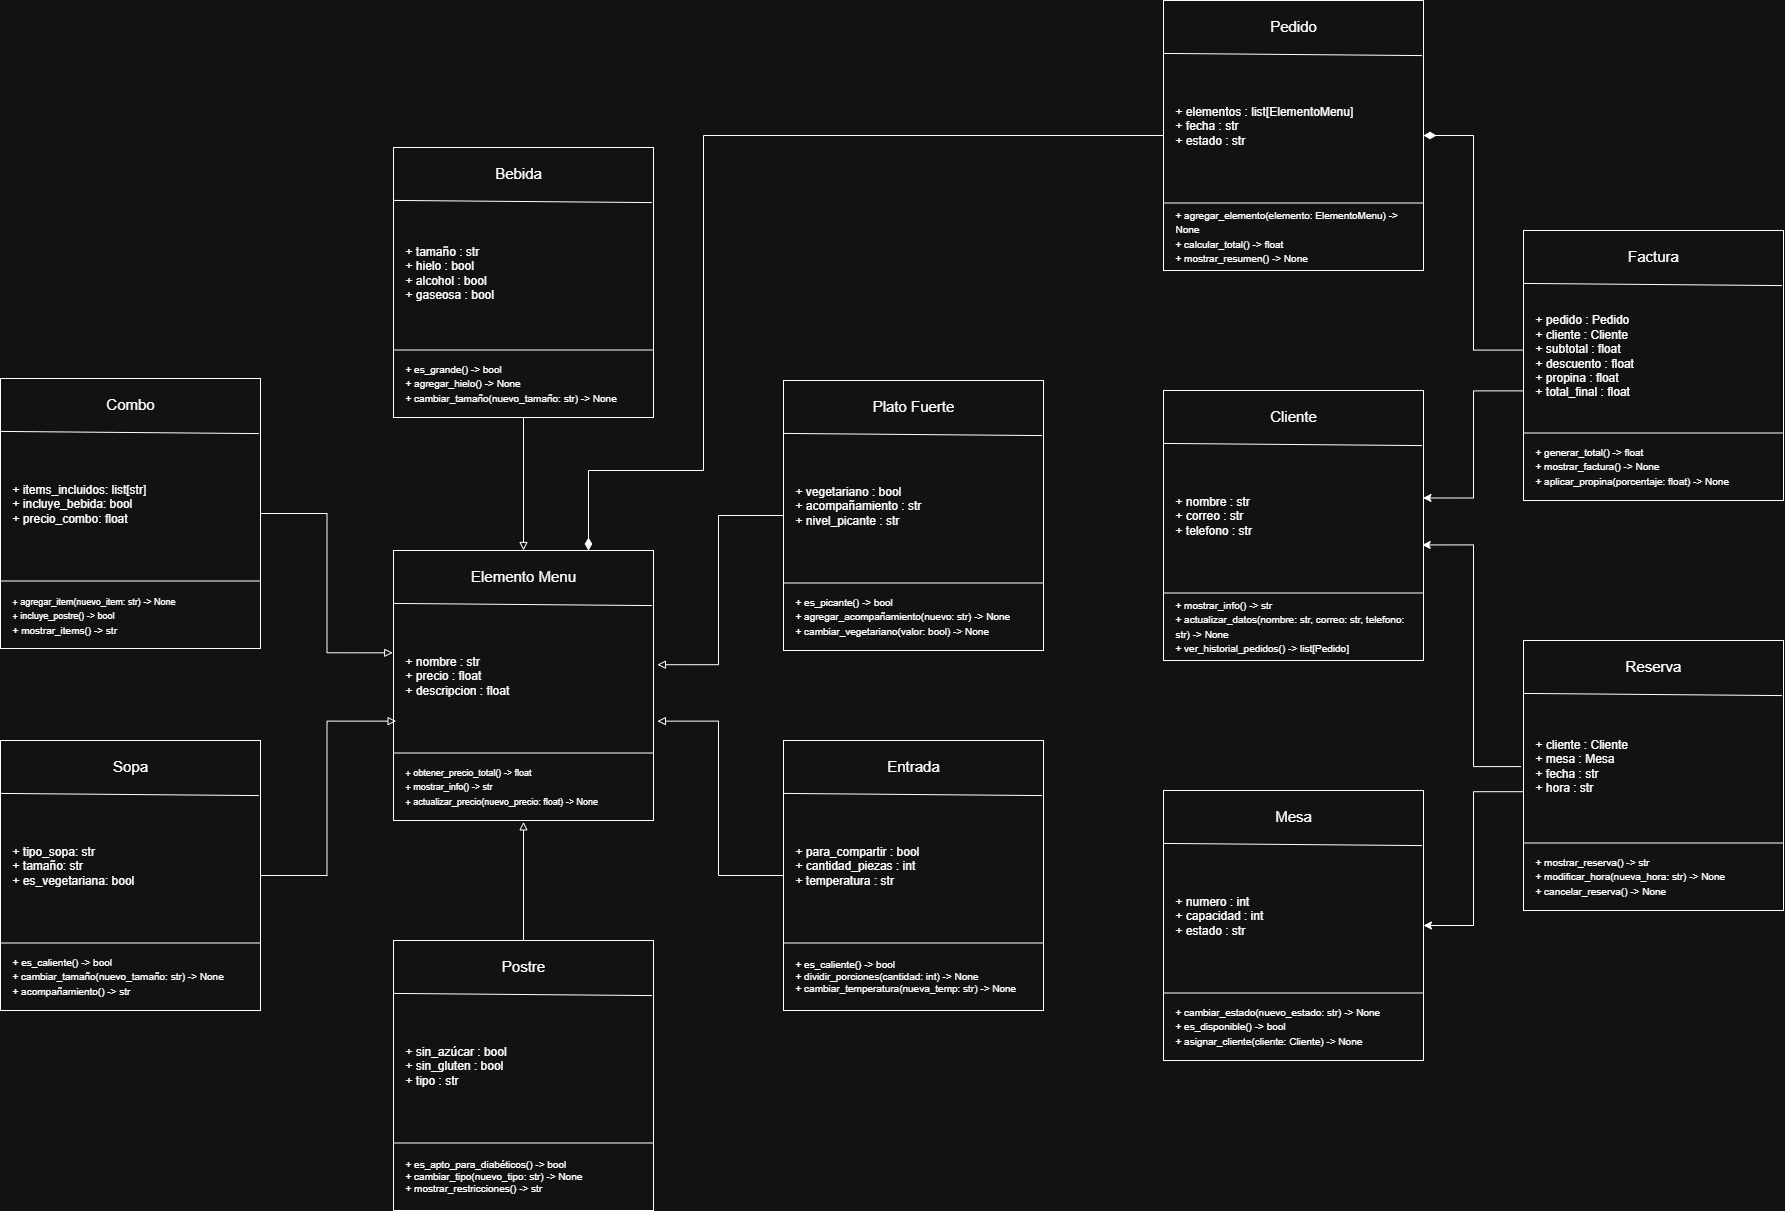 Pedido
+ elementos : list[ElementoMenu]
+ fecha : str
+ estado : str
+ agregar_elemento(elemento: ElementoMenu) ->
None
+ calcular_total() -> float
+ mostrar_resumen() -> None
Bebida
+ tamaño : str
+ hielo : bool
+ alcohol : bool
+ gaseosa : bool
+ es_grande() -> bool
+ agregar_hielo() -> None
+ cambiar_tamaño(nuevo_tamaño: str) -> None
Factura
+ pedido : Pedido
+ cliente : Cliente
+ subtotal : float
+ descuento : float
+ propina : float
+ total_final : float
+ generar_total() -> float
+ mostrar_factura() -> None
+ aplicar_propina(porcentaje: float) -> None
Combo
+ items_incluidos: list[str]
+ incluye_bebida: bool
+ precio_combo: float
+ agregar_item(nuevo_item: str) -> None
+ incluye_postre() -> bool
+ mostrar_items() -> str
Plato Fuerte
+ vegetariano : bool
+ acompañamiento : str
+ nivel_picante : str
+ es_picante() -> bool
+ agregar_acompañamiento(nuevo: str) -> None
+ cambiar_vegetariano(valor: bool) -> None
Cliente
+ nombre : str
+ correo : str
+ telefono : str
+ mostrar_info() -> str
+ actualizar_datos(nombre: str, correo: str, telefono:
str) -> None
+ ver_historial_pedidos() -> list[Pedido]
Elemento Menu
+ nombre : str
+ precio : float
+ descripcion : float
+ obtener_precio_total() -> float
+ mostrar_info() -> str
+ actualizar_precio(nuevo_precio: float) -> None
Reserva
+ cliente : Cliente
+ mesa : Mesa
+ fecha : str
+ hora : str
+ mostrar_reserva() -> str
+ modificar_hora(nueva_hora: str) -> None
+ cancelar_reserva() -> None
Sopa
+ tipo_sopa: str
+ tamaño: str
+ es_vegetariana: bool
+ es_caliente() -> bool
+ cambiar_tamaño(nuevo_tamaño: str) -> None
+ acompañamiento() -> str
Entrada
+ para_compartir : bool
+ cantidad_piezas : int
+ temperatura : str
+ es_caliente() -> bool
+ dividir_porciones(cantidad: int) -> None
+ cambiar_temperatura(nueva_temp: str) -> None
Mesa
+ numero : int
+ capacidad : int
+ estado : str
+ cambiar_estado(nuevo_estado: str) -> None
+ es_disponible() -> bool
+ asignar_cliente(cliente: Cliente) -> None
Postre
+ sin_azúcar : bool
+ sin_gluten : bool
+ tipo : str
+ es_apto_para_diabéticos() -> bool
+ cambiar_tipo(nuevo_tipo: str) -> None
+ mostrar_restricciones() -> str